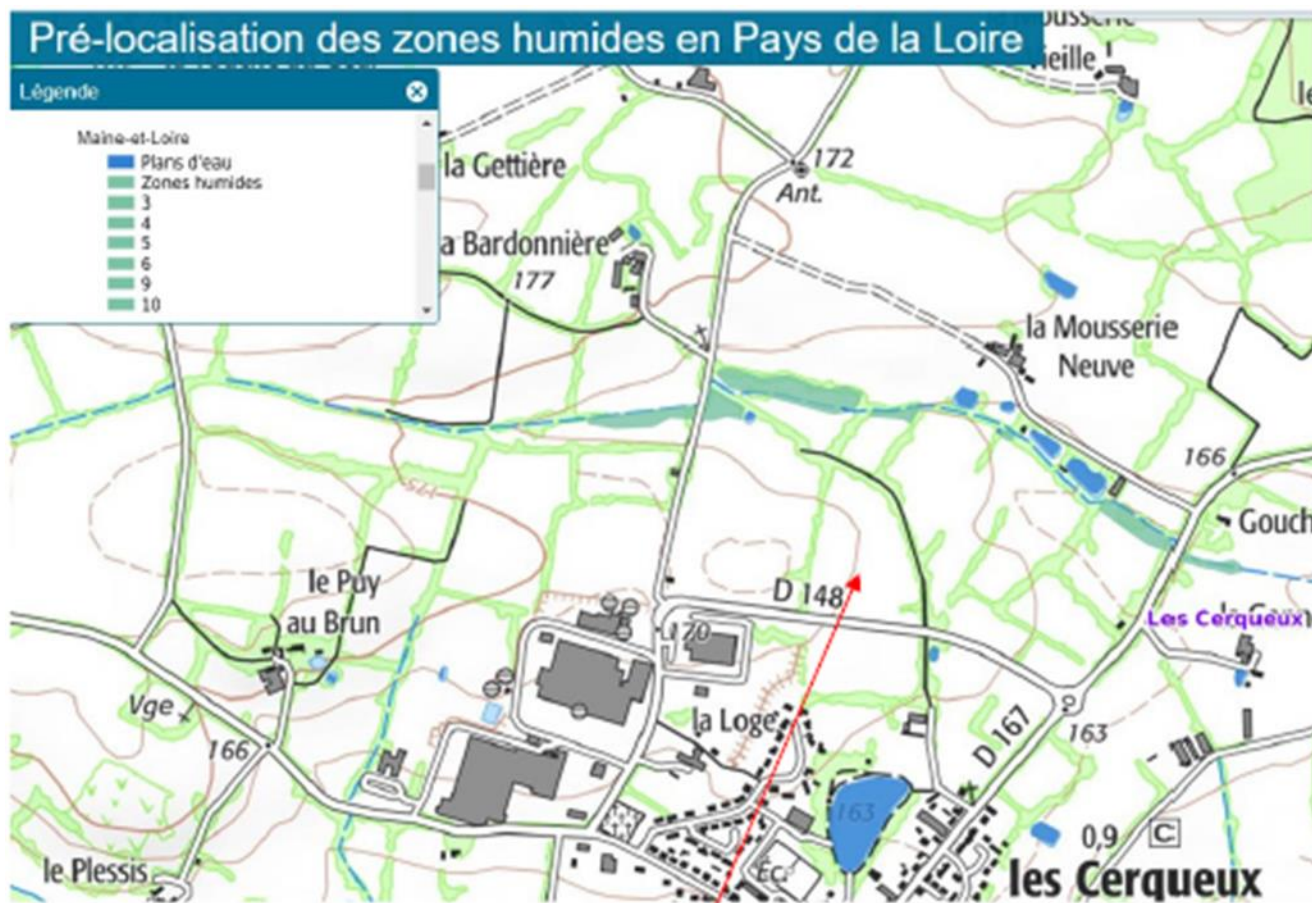 Pré-localisation des zones humides en Pays de la Loire
Légende
Maine-et-Loire
Plans d'eau
Zones humides
3
4
5
6
9
10
la Gettière
172
Ant.
a Bardonnière
177
la Mousserie
Neuve
166
Gouch
175
le Puy
au Brun
D 148
170
Les Cerqueux
Vge
la Loge
D 167
163
166
163
0,9 C
le Plessis
Éc.
les Cerqueux